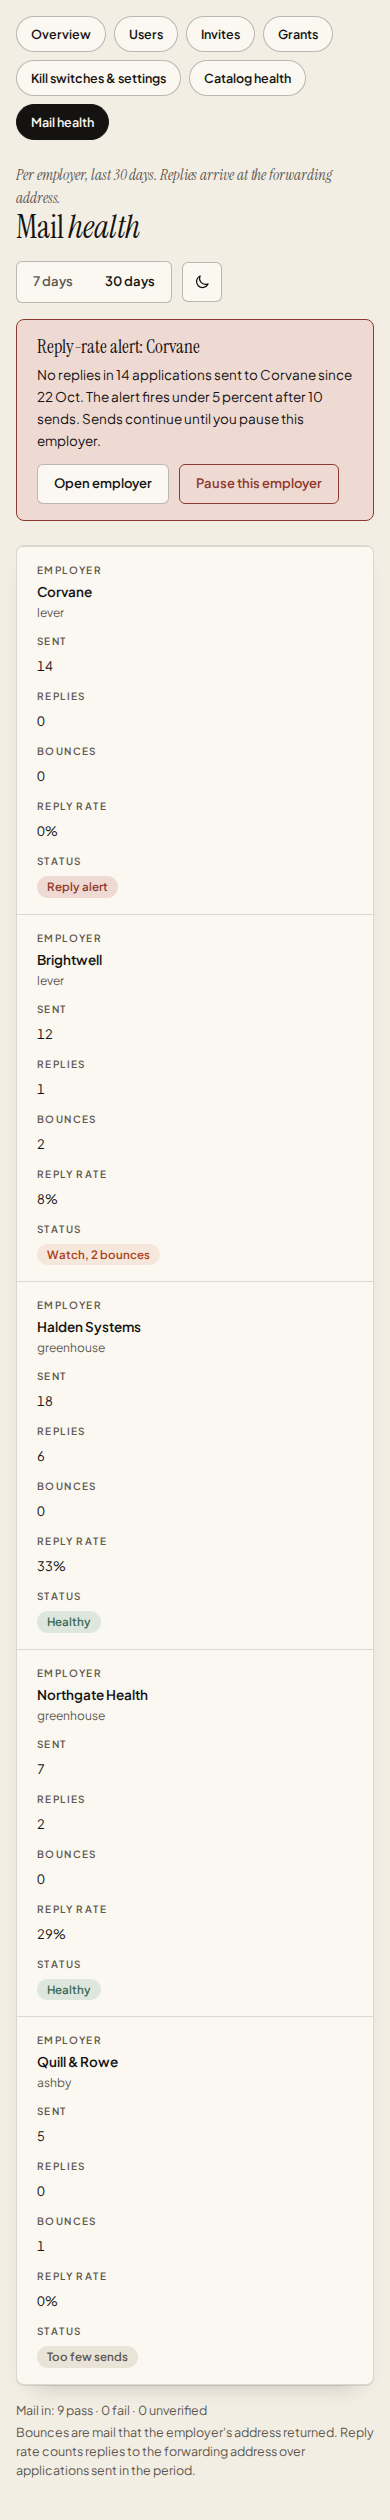 Overview
Users
Invites
Grants
Kill switches & settings
Catalog health
Mail health
Per employer, last 30 days. Replies arrive at the forwarding
address.
Mail health
7 days
30 days
Reply-rate alert: Corvane
No replies in 14 applications sent to Corvane since
22 Oct. The alert fires under 5 percent after 10
sends. Sends continue until you pause this
employer.
Open employer
Pause this employer
EMPLOYER
Corvane
lever
SENT
14
REPLIES
0
BOUNCES
0
REPLY RATE
0%
STATUS
Reply alert
EMPLOYER
Brightwell
lever
SENT
12
REPLIES
1
BOUNCES
2
REPLY RATE
8%
STATUS
Watch, 2 bounces
EMPLOYER
Halden Systems
greenhouse
SENT
18
REPLIES
6
BOUNCES
0
REPLY RATE
33%
STATUS
Healthy
EMPLOYER
Northgate Health
greenhouse
SENT
7
REPLIES
2
BOUNCES
0
REPLY RATE
29%
STATUS
Healthy
EMPLOYER
Quill & Rowe
ashby
SENT
5
REPLIES
0
BOUNCES
1
REPLY RATE
0%
STATUS
Too few sends
Mail in: 9 pass · 0 fail · 0 unverified
Bounces are mail that the employer's address returned. Reply
rate counts replies to the forwarding address over
applications sent in the period.